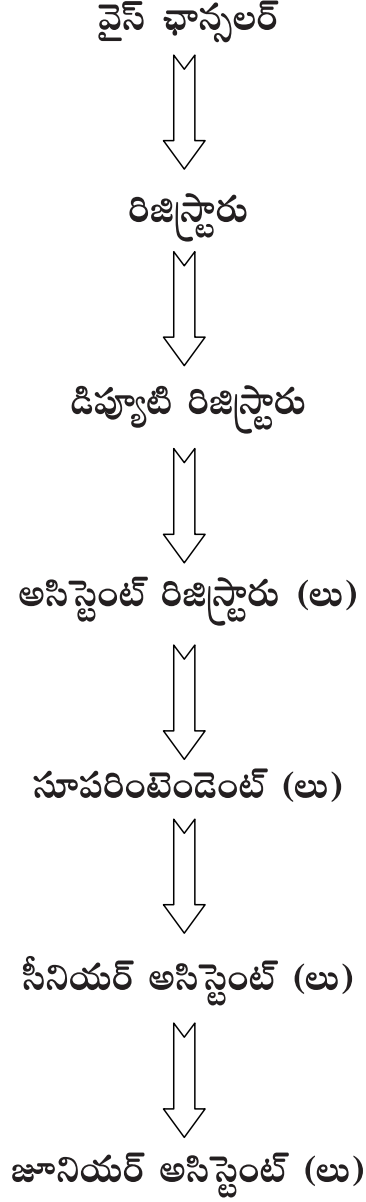 వైస్ ఛాన్సలర్
రిజిస్ట్రారు
డిప్యూటి రిజిస్ట్రారు
అసిస్టెంట్ రిజిస్ట్రారు (లు)
సూపరింటెండెంట్ (లు)
సీనియర్ అసిస్టెంట్ (లు)
జూనియర్ అసిస్టెంట్ (లు)